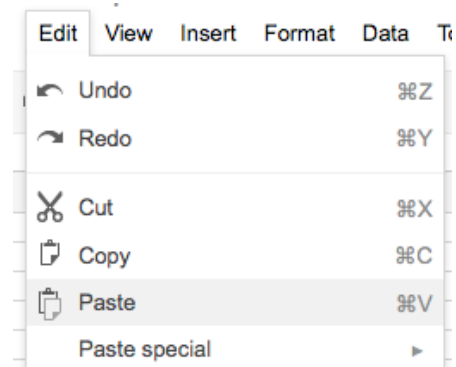 Edit View Insert Format Data
Undo ⌘Z
Redo ⌘Y
Cut ⌘X
Copy ⌘C
Paste ⌘V
Paste special ►